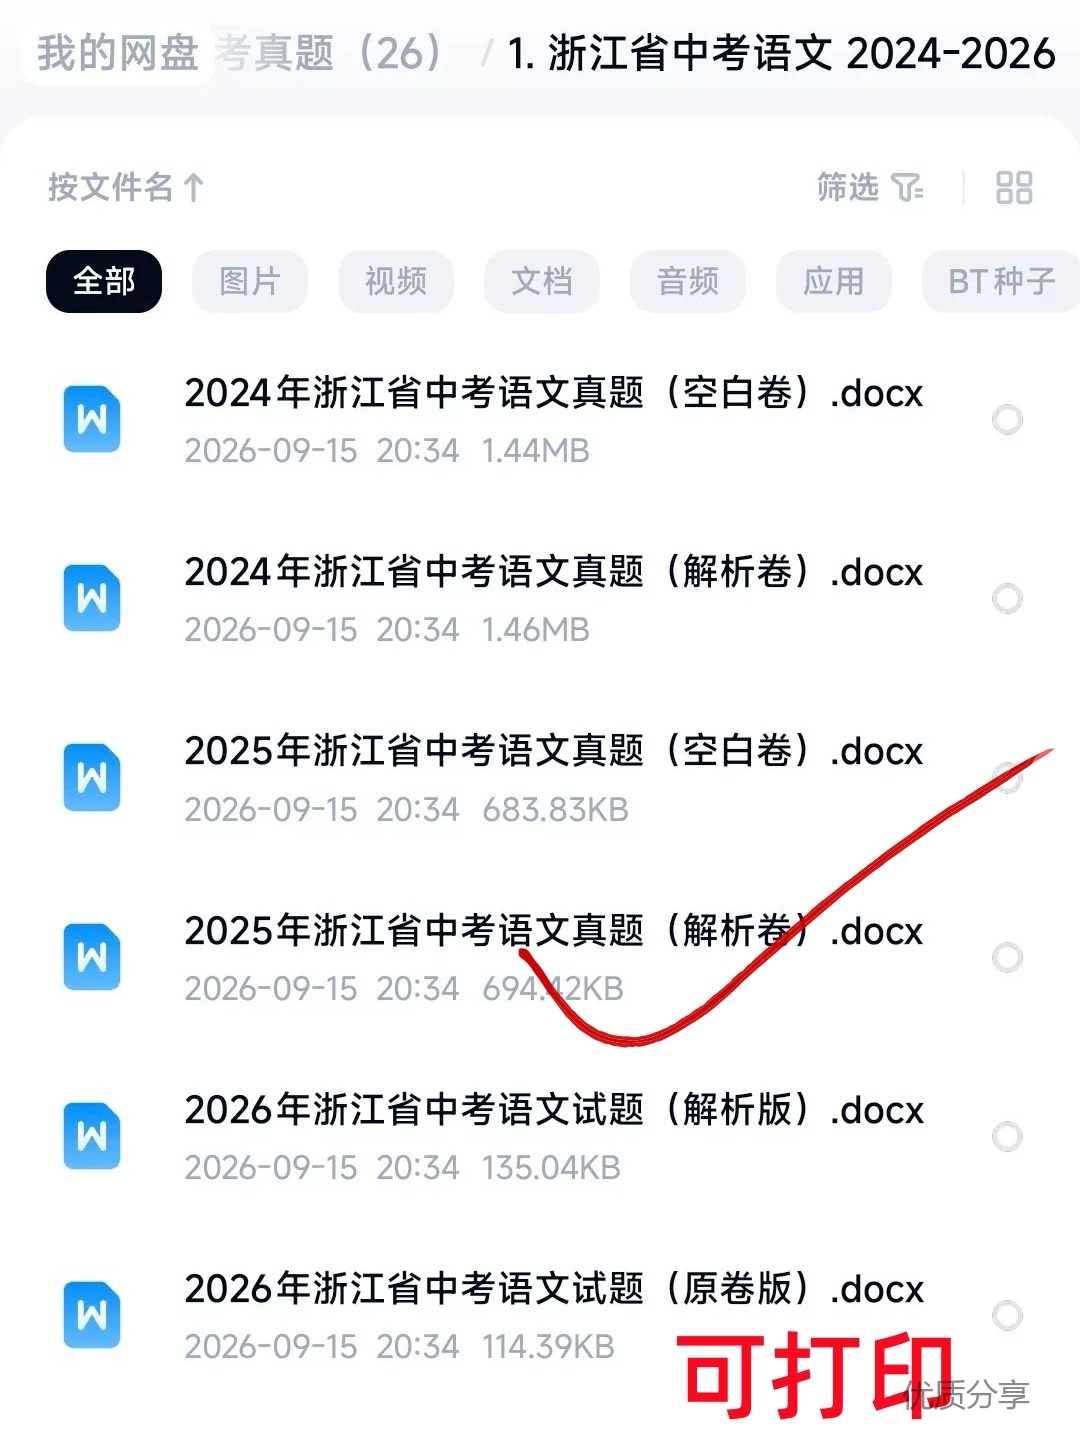 我的网盘 考真题（26） / 1. 浙江省中考语文 2024-2026
按文件名↑ 筛选
全部 图片 视频 文档 音频 应用 BT种子
2024年浙江省中考语文真题（空白卷）.docx
2026-09-15 20:34 1.44MB
2024年浙江省中考语文真题（解析卷）.docx
2026-09-15 20:34 1.46MB
2025年浙江省中考语文真题（空白卷）.docx
2026-09-15 20:34 683.83KB
2025年浙江省中考语文真题（解析卷）.docx
2026-09-15 20:34 694.42KB
2026年浙江省中考语文试题（解析版）.docx
2026-09-15 20:34 135.04KB
2026年浙江省中考语文试题（原卷版）.docx
2026-09-15 20:34 114.39KB
可打印
优质分享